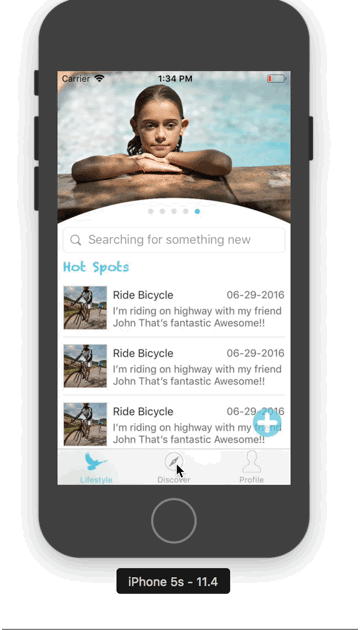 Carrier 1:34 PM
Searching for something new
Hot Spots
Ride Bicycle 06-29-2016
I'm riding on highway with my friend
John That's fantastic Awesome!!
Ride Bicycle 06-29-2016
I'm riding on highway with my friend
John That's fantastic Awesome!!
Ride Bicycle 06-29-2016
I'm riding on highway with my friend
John That's fantastic Awesome!!
Lifestyle Discover Profile
iPhone 5s - 11.4